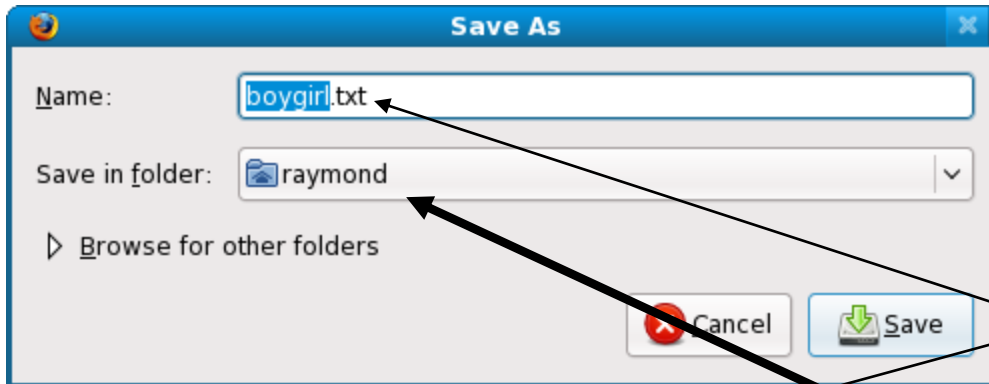 Save As
Name: boygirl.txt
Save in folder: raymond
Browse for other folders
Cancel Save